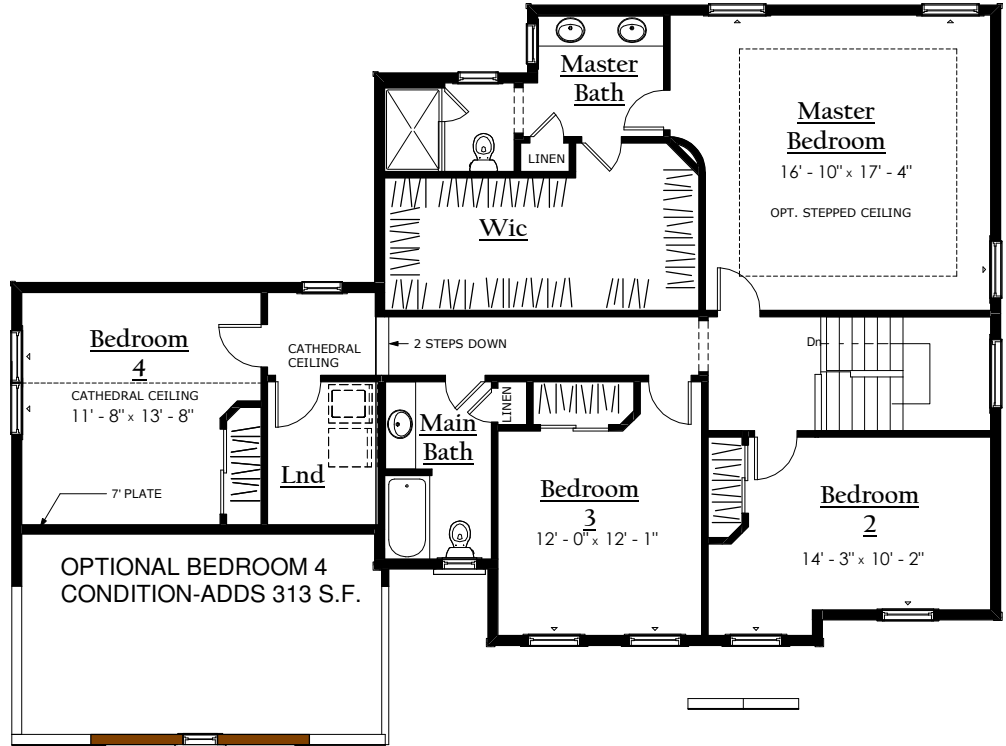 Master
Bath
LINEN
Master
Bedroom
16' - 10" x 17' - 4"
OPT. STEPPED CEILING
Wic
Bedroom
4
CATHEDRAL CEILING
11' - 8" x 13' - 8"
CATHEDRAL
CEILING
2 STEPS DOWN
Dn
LINEN
Main
Bath
Lnd
7' PLATE
Bedroom
3
12' - 0" x 12' - 1"
Bedroom
2
14' - 3" x 10' - 2"
OPTIONAL BEDROOM 4
CONDITION-ADDS 313 S.F.